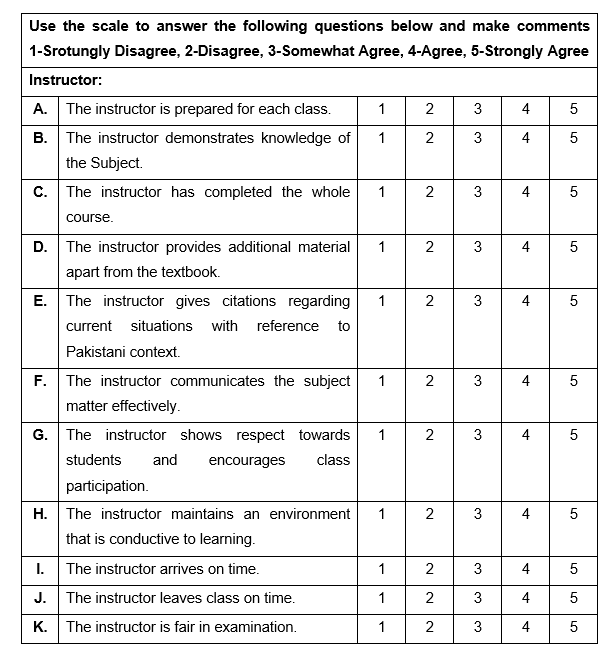 Use the scale to answer the following questions below and make comments
1-Srotungly Disagree, 2-Disagree, 3-Somewhat Agree, 4-Agree, 5-Strongly Agree
Instructor:
A. The instructor is prepared for each class. 1 2 3 4 5
B. The instructor demonstrates knowledge of 1 2 3 4 5
the Subject.
C. The instructor has completed the whole 1 2 3 4 5
course.
D. The instructor provides additional material 1 2 3 4 5
apart from the textbook.
E. The instructor gives citations regarding 1 2 3 4 5
current situations with reference to
Pakistani context.
F. The instructor communicates the subject 1 2 3 4 5
matter effectively.
G. The instructor shows respect towards 1 2 3 4 5
students and encourages class
participation.
H. The instructor maintains an environment 1 2 3 4 5
that is conductive to learning.
I. The instructor arrives on time. 1 2 3 4 5
J. The instructor leaves class on time. 1 2 3 4 5
K. The instructor is fair in examination. 1 2 3 4 5